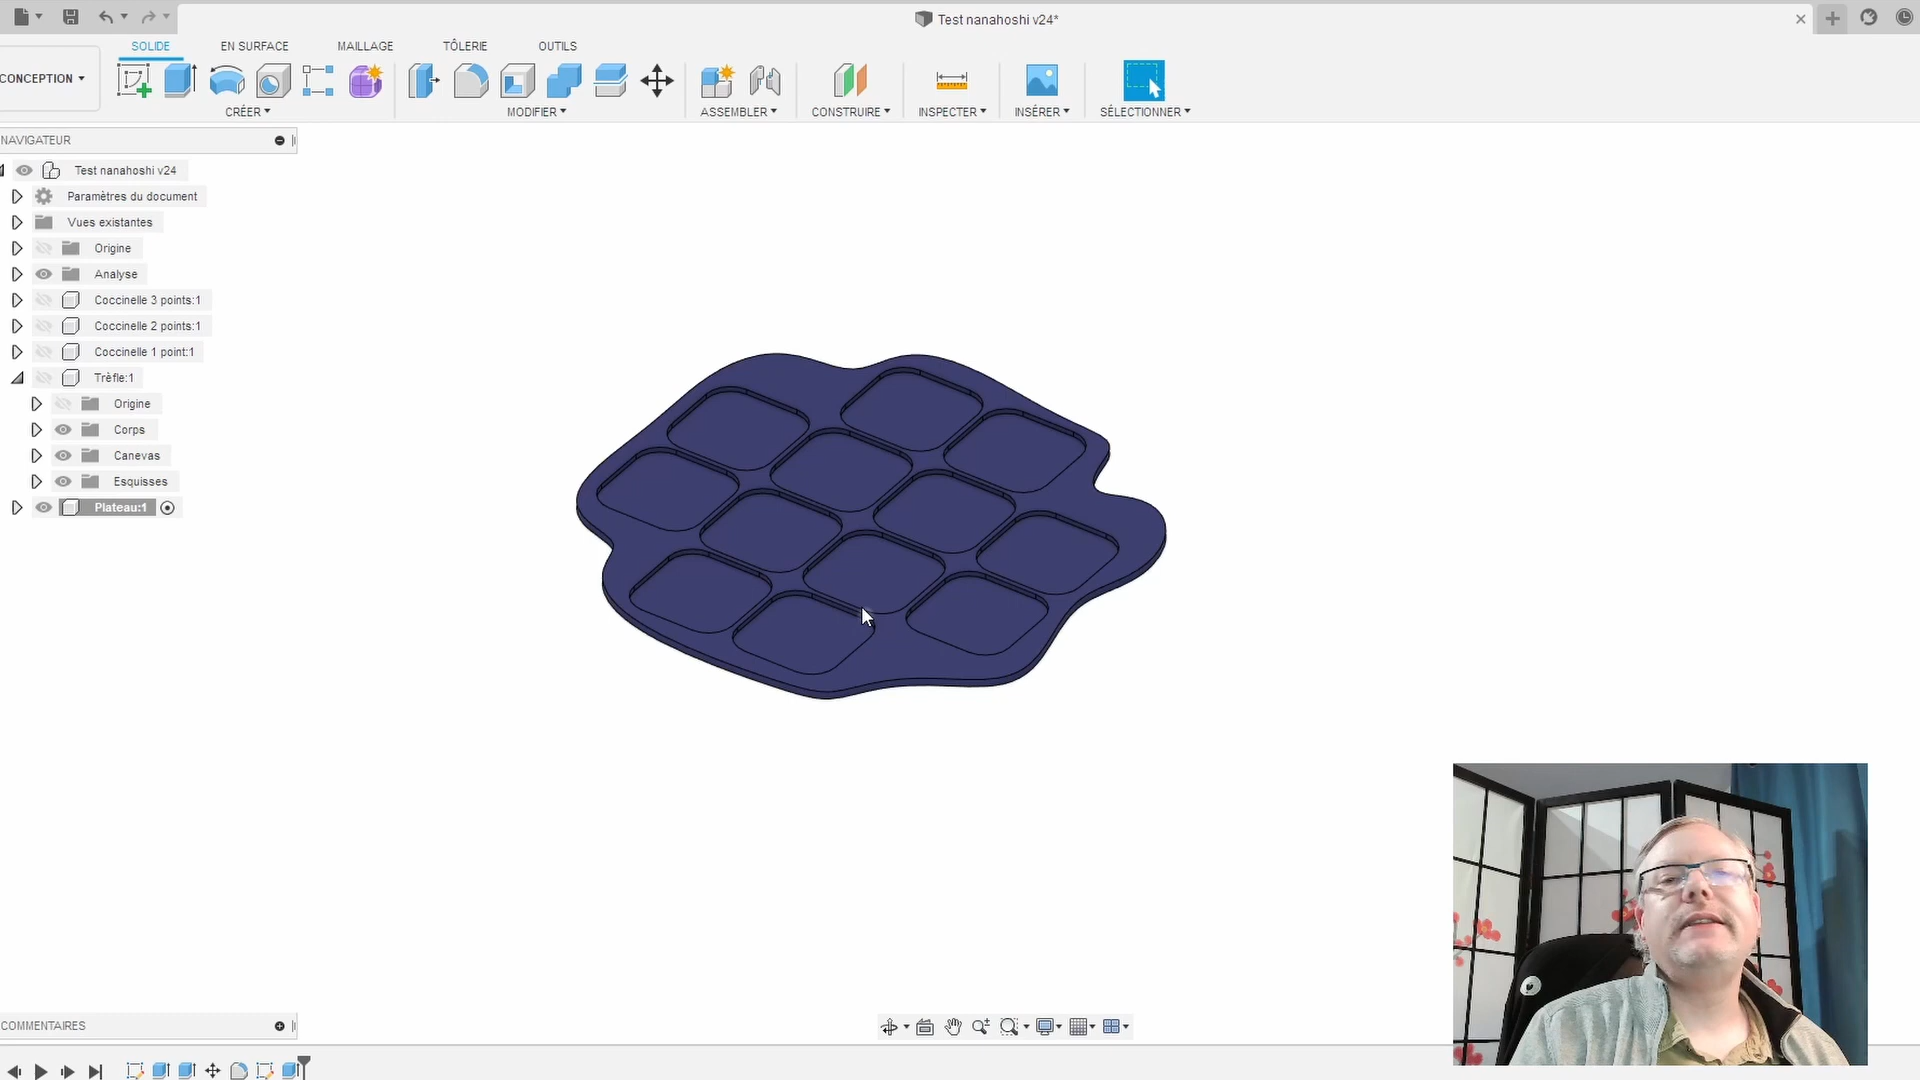 Test nanahoshi v24*
SOLIDE
EN SURFACE
MAILLAGE
TÔLERIE
OUTILS
CONCEPTION
CRÉER
MODIFIER
ASSEMBLER
CONSTRUIRE
INSPECTER
INSÉRER
SÉLECTIONNER
NAVIGATEUR
Test nanahoshi v24
Paramètres du document
Vues existantes
Origine
Analyse
Coccinelle 3 points:1
Coccinelle 2 points:1
Coccinelle 1 point:1
Trèfle:1
Origine
Corps
Canevas
Esquisses
Plateau:1
COMMENTAIRES